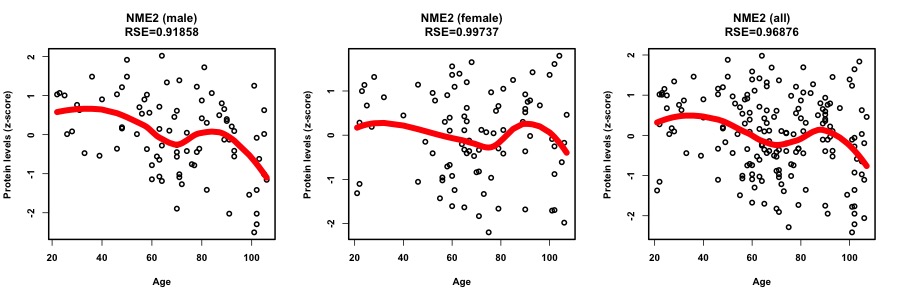 NME2 (male)
RSE=0.91858
Protein levels (z-score)
2
1
0
-1
-2
20 40 60 80 100
Age
NME2 (female)
RSE=0.99737
Protein levels (z-score)
1
0
-1
-2
20 40 60 80 100
Age
NME2 (all)
RSE=0.96876
Protein levels (z-score)
2
1
0
-1
-2
20 40 60 80 100
Age